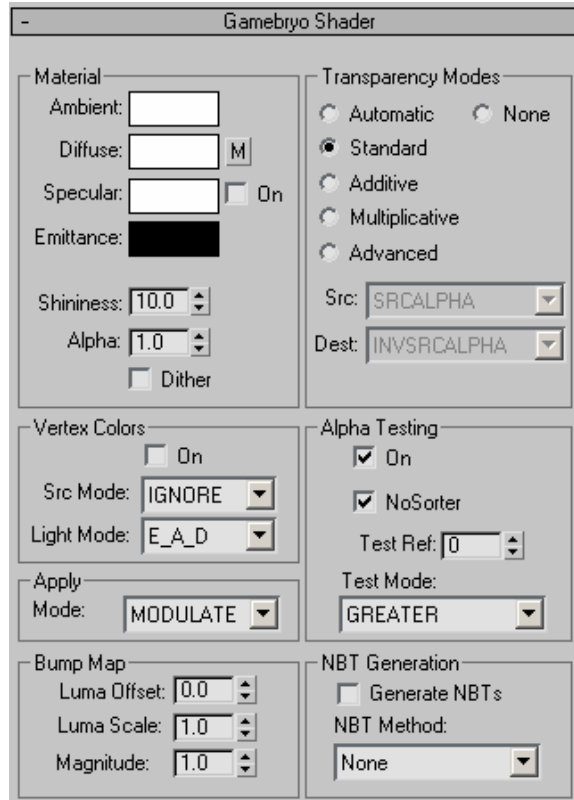 - Gamebryo Shader
Material
Ambient:
Diffuse: M
Specular: On
Emittance:
Shininess: 10.0
Alpha: 1.0
Dither
Transparency Modes
Automatic None
Standard
Additive
Multiplicative
Advanced
Src: SRCALPHA
Dest: INVSRCALPHA
Vertex Colors
On
Src Mode: IGNORE
Light Mode: E_A_D
Alpha Testing
On
NoSorter
Test Ref: 0
Test Mode:
GREATER
Apply
Mode: MODULATE
Bump Map
Luma Offset: 0.0
Luma Scale: 1.0
Magnitude: 1.0
NBT Generation
Generate NBTs
NBT Method:
None